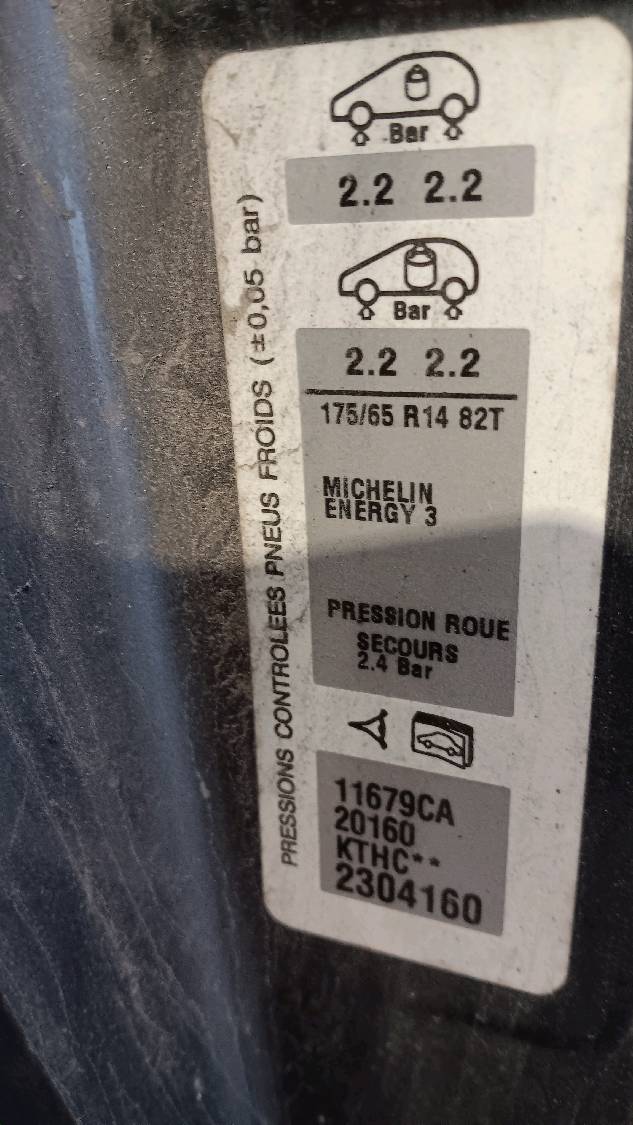 Bar
2.2 2.2
Bar
2.2 2.2
175/65 R14 82T
MICHELIN
ENERGY 3
PRESSION ROUE
SECOURS
2.4 Bar
11679CA
20160
KTHC**
2304160
PRESSIONS CONTROLEES PNEUS FROIDS (±0,05 bar)